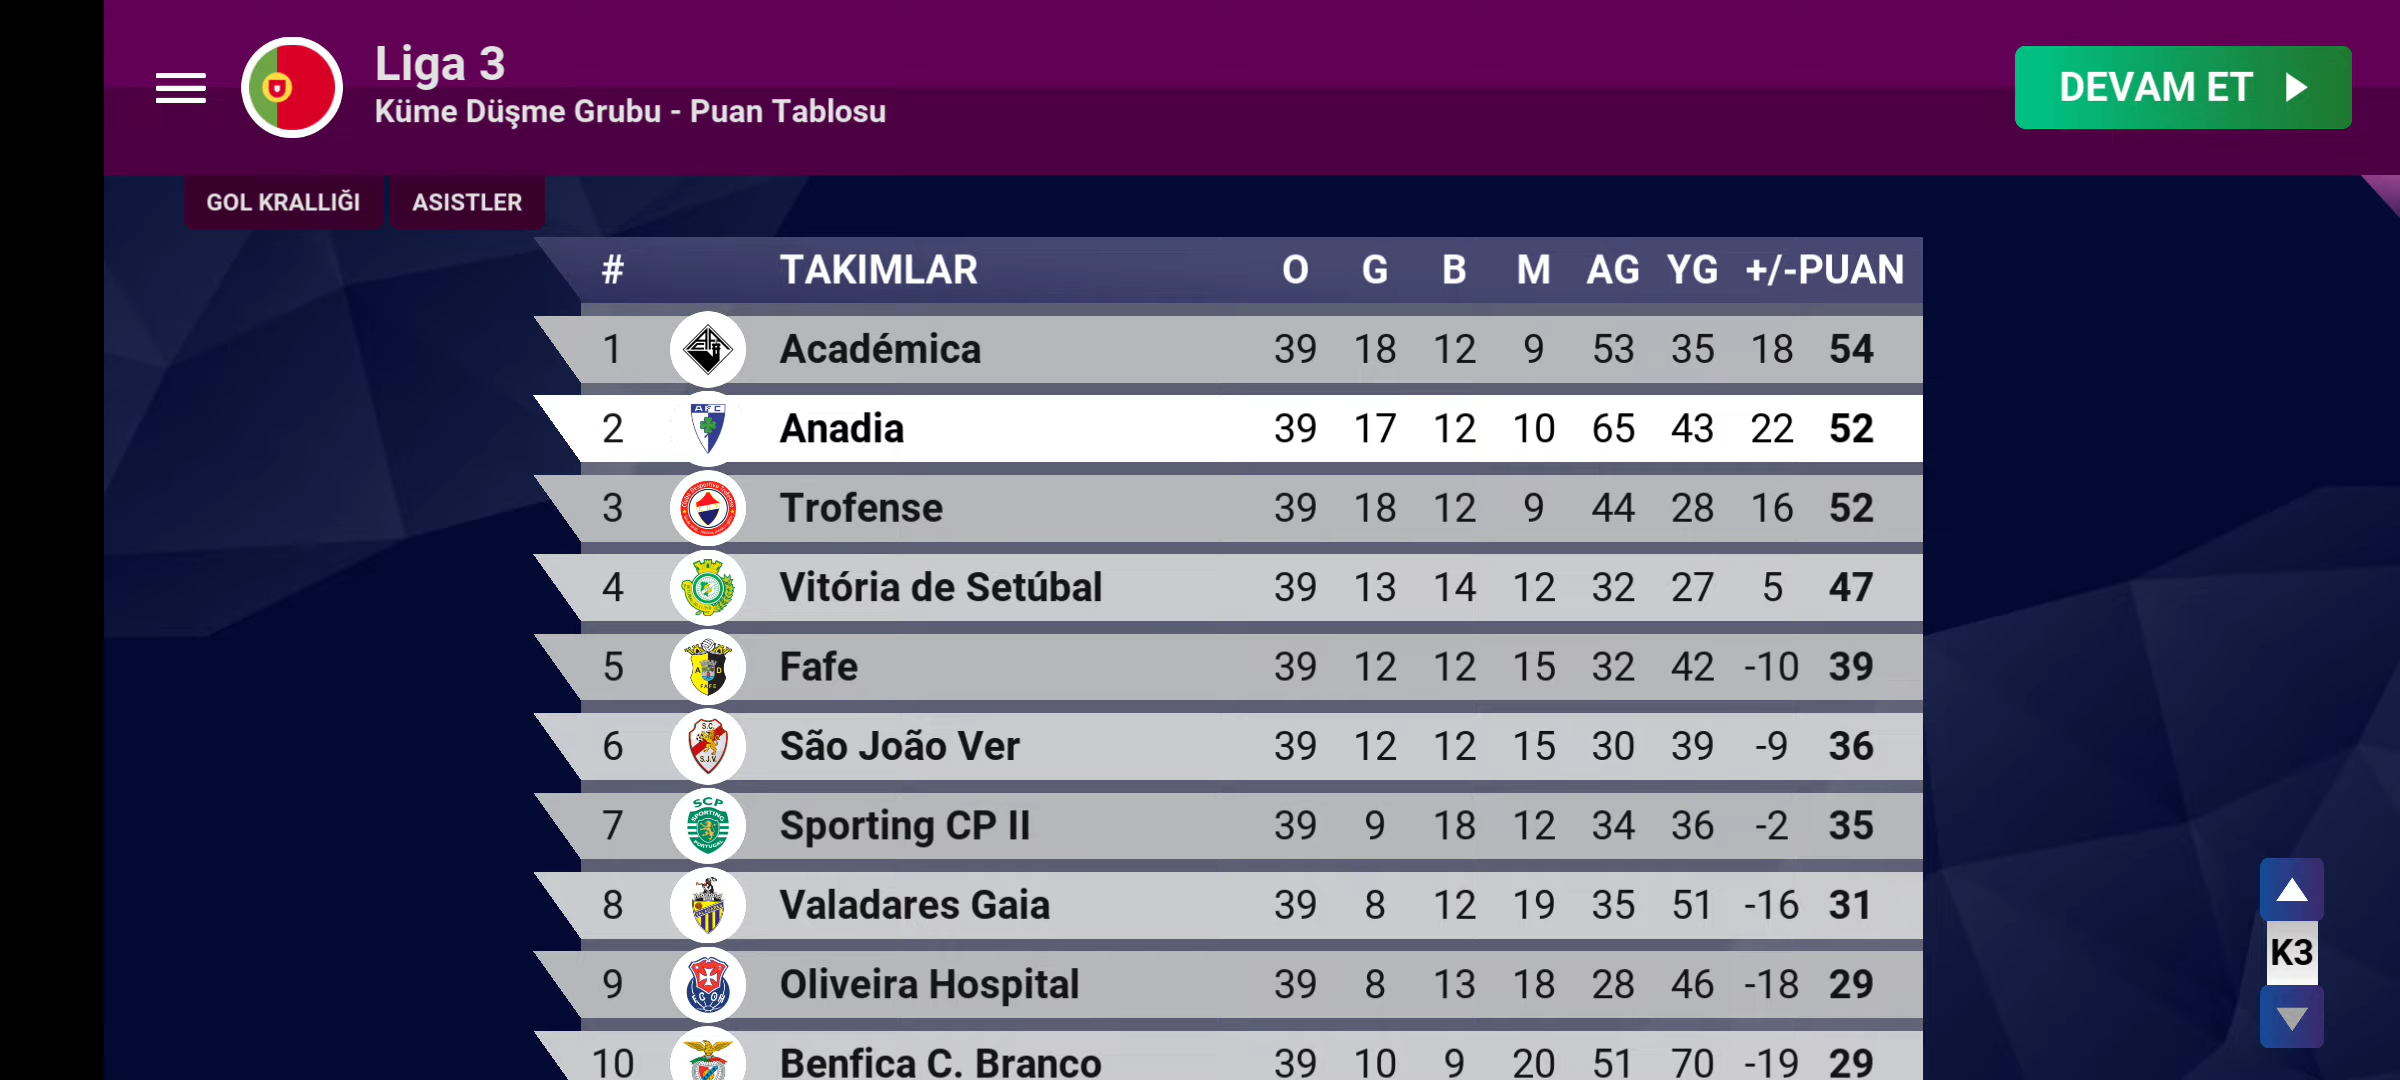 Liga 3
Küme Düşme Grubu - Puan Tablosu
DEVAM ET
GOL KRALLIĞI ASISTLER
# TAKIMLAR O G B M AG YG +/- PUAN
1 Académica 39 18 12 9 53 35 18 54
2 Anadia 39 17 12 10 65 43 22 52
3 Trofense 39 18 12 9 44 28 16 52
4 Vitória de Setúbal 39 13 14 12 32 27 5 47
5 Fafe 39 12 12 15 32 42 -10 39
6 São João Ver 39 12 12 15 30 39 -9 36
7 Sporting CP II 39 9 18 12 34 36 -2 35
8 Valadares Gaia 39 8 12 19 35 51 -16 31
9 Oliveira Hospital 39 8 13 18 28 46 -18 29
10 Benfica C. Branco 39 10 9 20 51 70 -19 29
K3